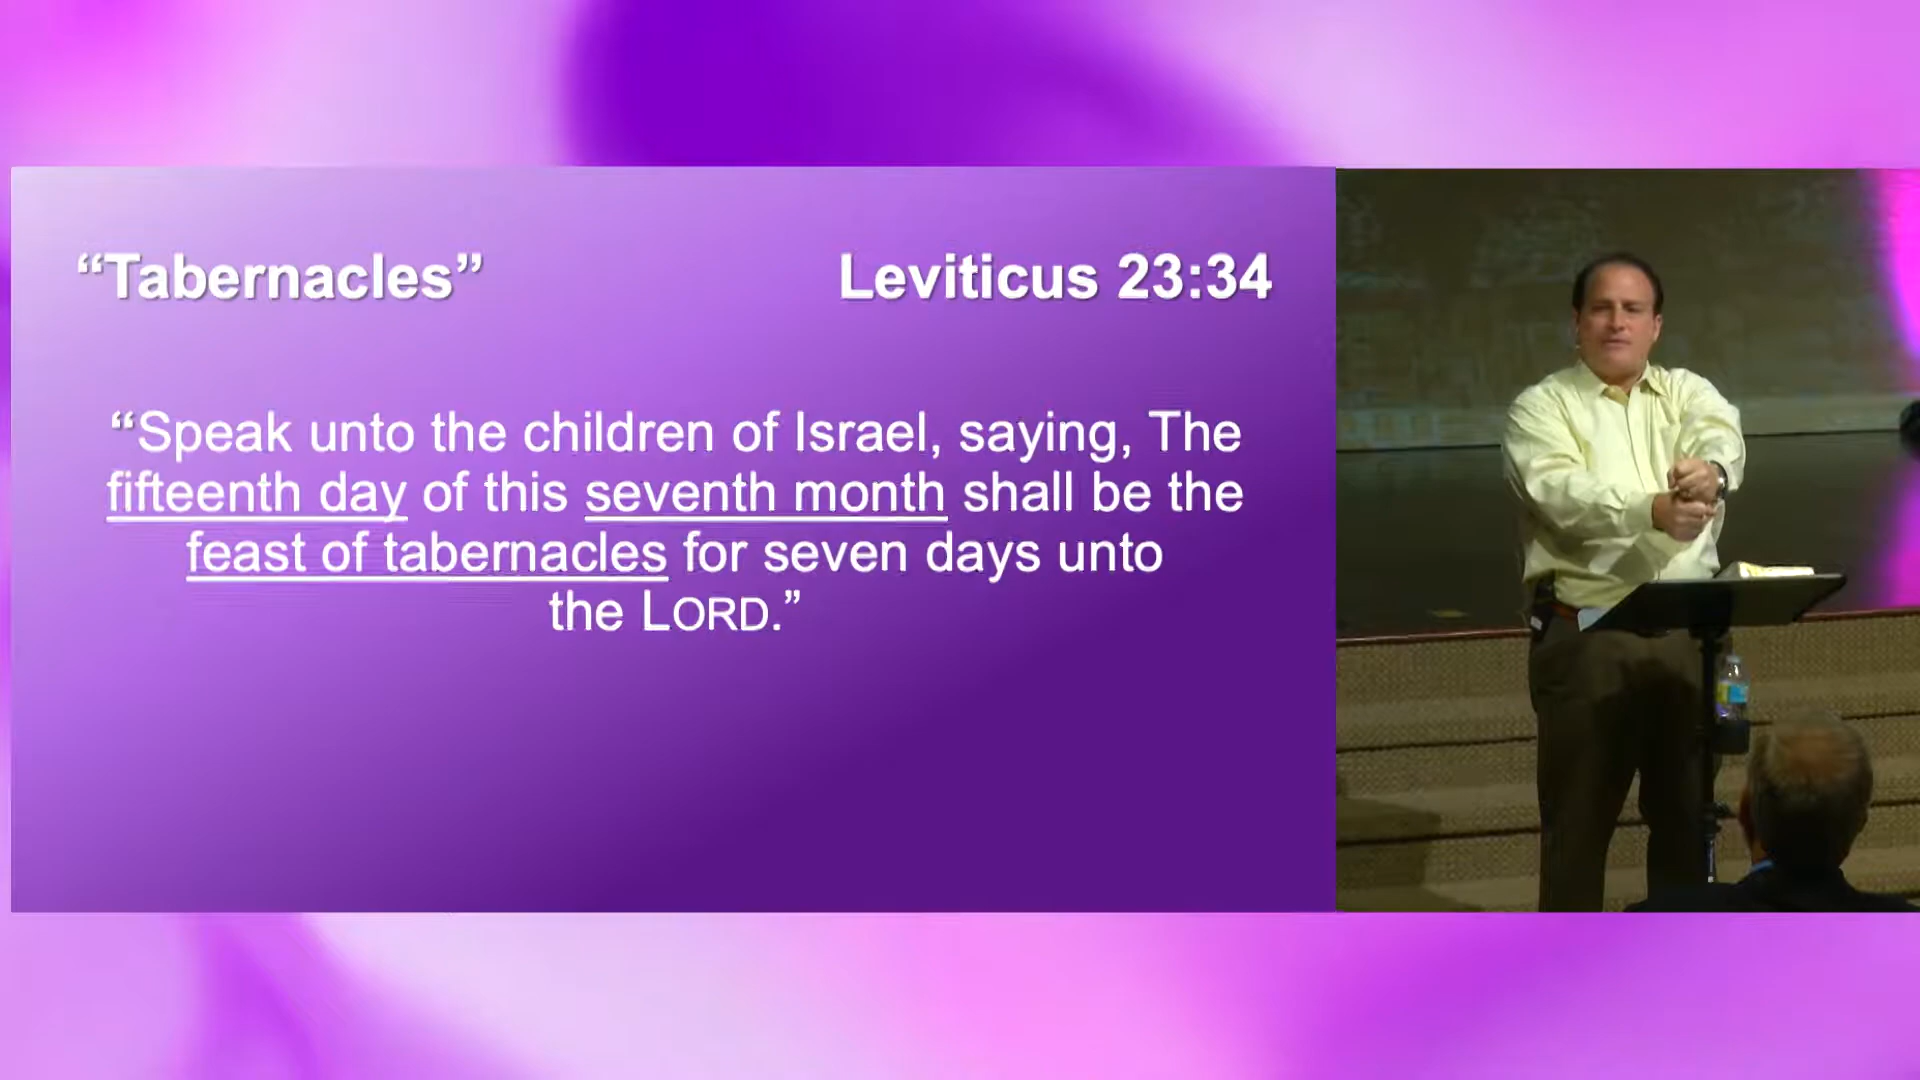 “Tabernacles” Leviticus 23:34
“Speak unto the children of Israel, saying, The
fifteenth day of this seventh month shall be the
feast of tabernacles for seven days unto
the LORD.”